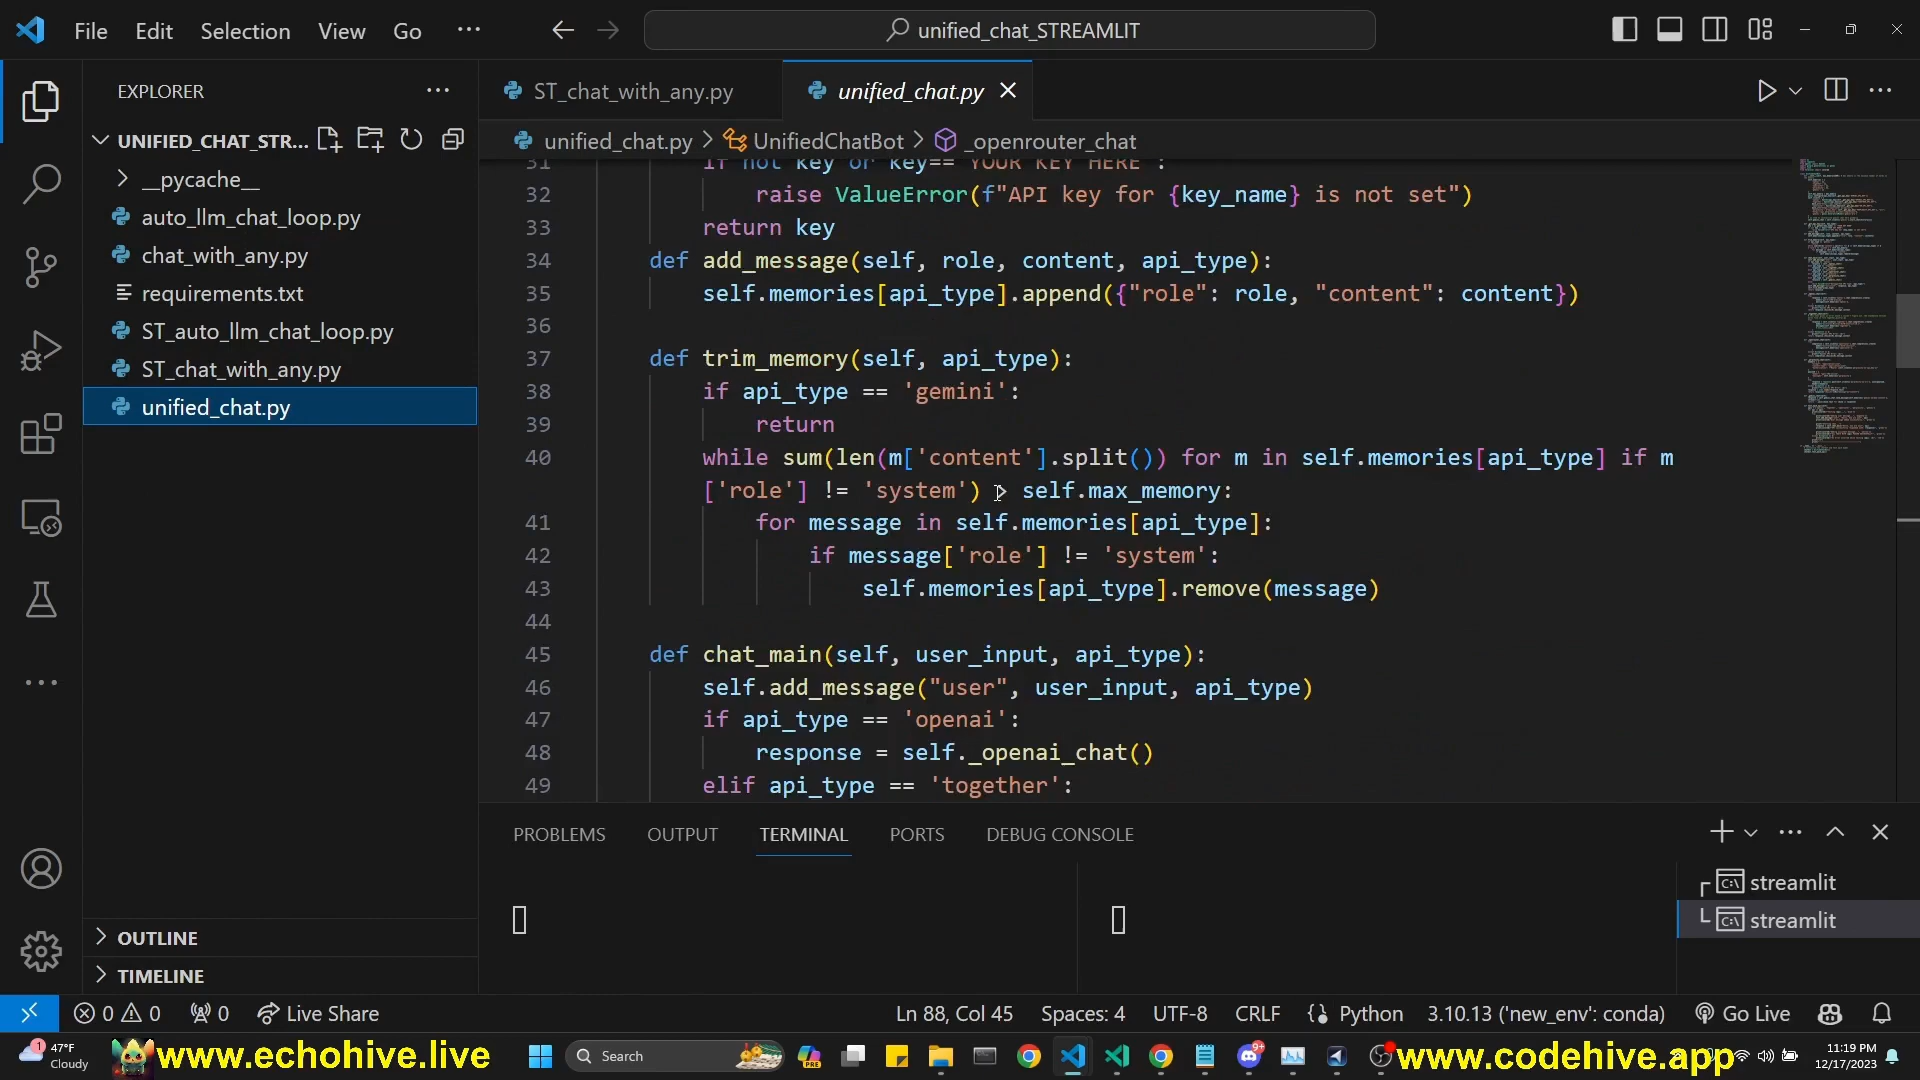 File Edit Selection View Go ··· unified_chat_STREAMLIT
EXPLORER
UNIFIED_CHAT_STR...
__pycache__
auto_llm_chat_loop.py
chat_with_any.py
requirements.txt
ST_auto_llm_chat_loop.py
ST_chat_with_any.py
unified_chat.py
OUTLINE
TIMELINE
ST_chat_with_any.py unified_chat.py
unified_chat.py > UnifiedChatBot > _openrouter_chat
31 if not key or key== "YOUR KEY HERE":
32 raise ValueError(f"API key for {key_name} is not set")
33 return key
34 def add_message(self, role, content, api_type):
35 self.memories[api_type].append({"role": role, "content": content})
36
37 def trim_memory(self, api_type):
38 if api_type == 'gemini':
39 return
40 while sum(len(m['content'].split()) for m in self.memories[api_type] if m
['role'] != 'system') > self.max_memory:
41 for message in self.memories[api_type]:
42 if message['role'] != 'system':
43 self.memories[api_type].remove(message)
44
45 def chat_main(self, user_input, api_type):
46 self.add_message("user", user_input, api_type)
47 if api_type == 'openai':
48 response = self._openai_chat()
49 elif api_type == 'together':
PROBLEMS OUTPUT TERMINAL PORTS DEBUG CONSOLE
streamlit
streamlit
0 0 0 Live Share Ln 88, Col 45 Spaces: 4 UTF-8 CRLF Python 3.10.13 ('new_env': conda) Go Live
1 47°F
Cloudy
www.echohive.live
Search
PRE
9+
www.codehive.app
11:19 PM
12/17/2023